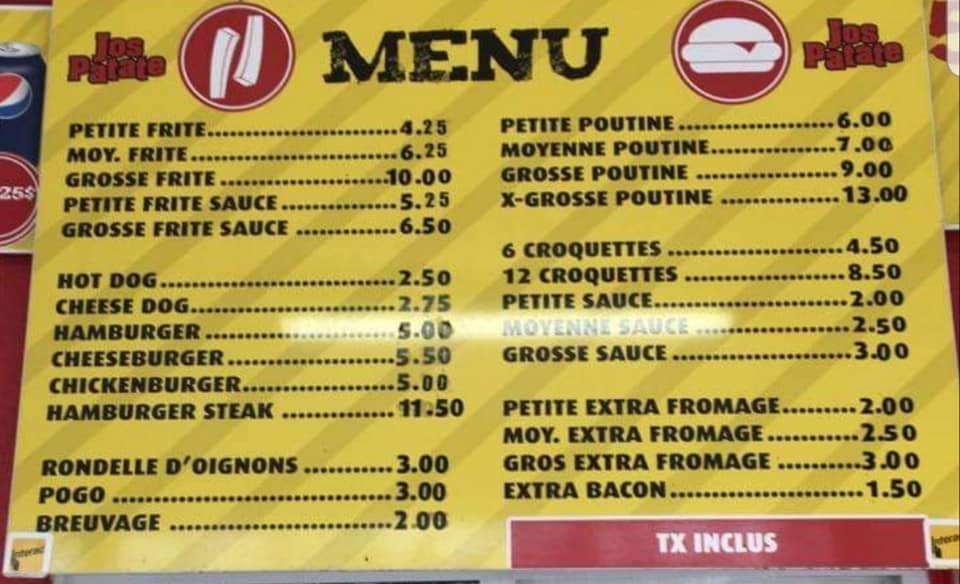 Jos Patate
MENU
Jos Patate
PETITE FRITE........................4.25
MOY. FRITE..........................6.25
GROSSE FRITE ....................10.00
PETITE FRITE SAUCE..............5.25
GROSSE FRITE SAUCE ............6.50
HOT DOG.............................2.50
CHEESE DOG........................2.75
HAMBURGER .......................5.00
CHEESEBURGER....................5.50
CHICKENBURGER..................5.00
HAMBURGER STEAK .............11.50
RONDELLE D'OIGNONS ..........3.00
POGO .................................3.00
BREUVAGE ..........................2.00
PETITE POUTINE...................6.00
MOYENNE POUTINE...............7.00
GROSSE POUTINE .................9.00
X-GROSSE POUTINE ..............13.00
6 CROQUETTES .....................4.50
12 CROQUETTES ...................8.50
PETITE SAUCE.......................2.00
MOYENNE SAUCE ..................2.50
GROSSE SAUCE .....................3.00
PETITE EXTRA FROMAGE.........2.00
MOY. EXTRA FROMAGE...........2.50
GROS EXTRA FROMAGE ..........3.00
EXTRA BACON.......................1.50
TX INCLUS
25$
Interac